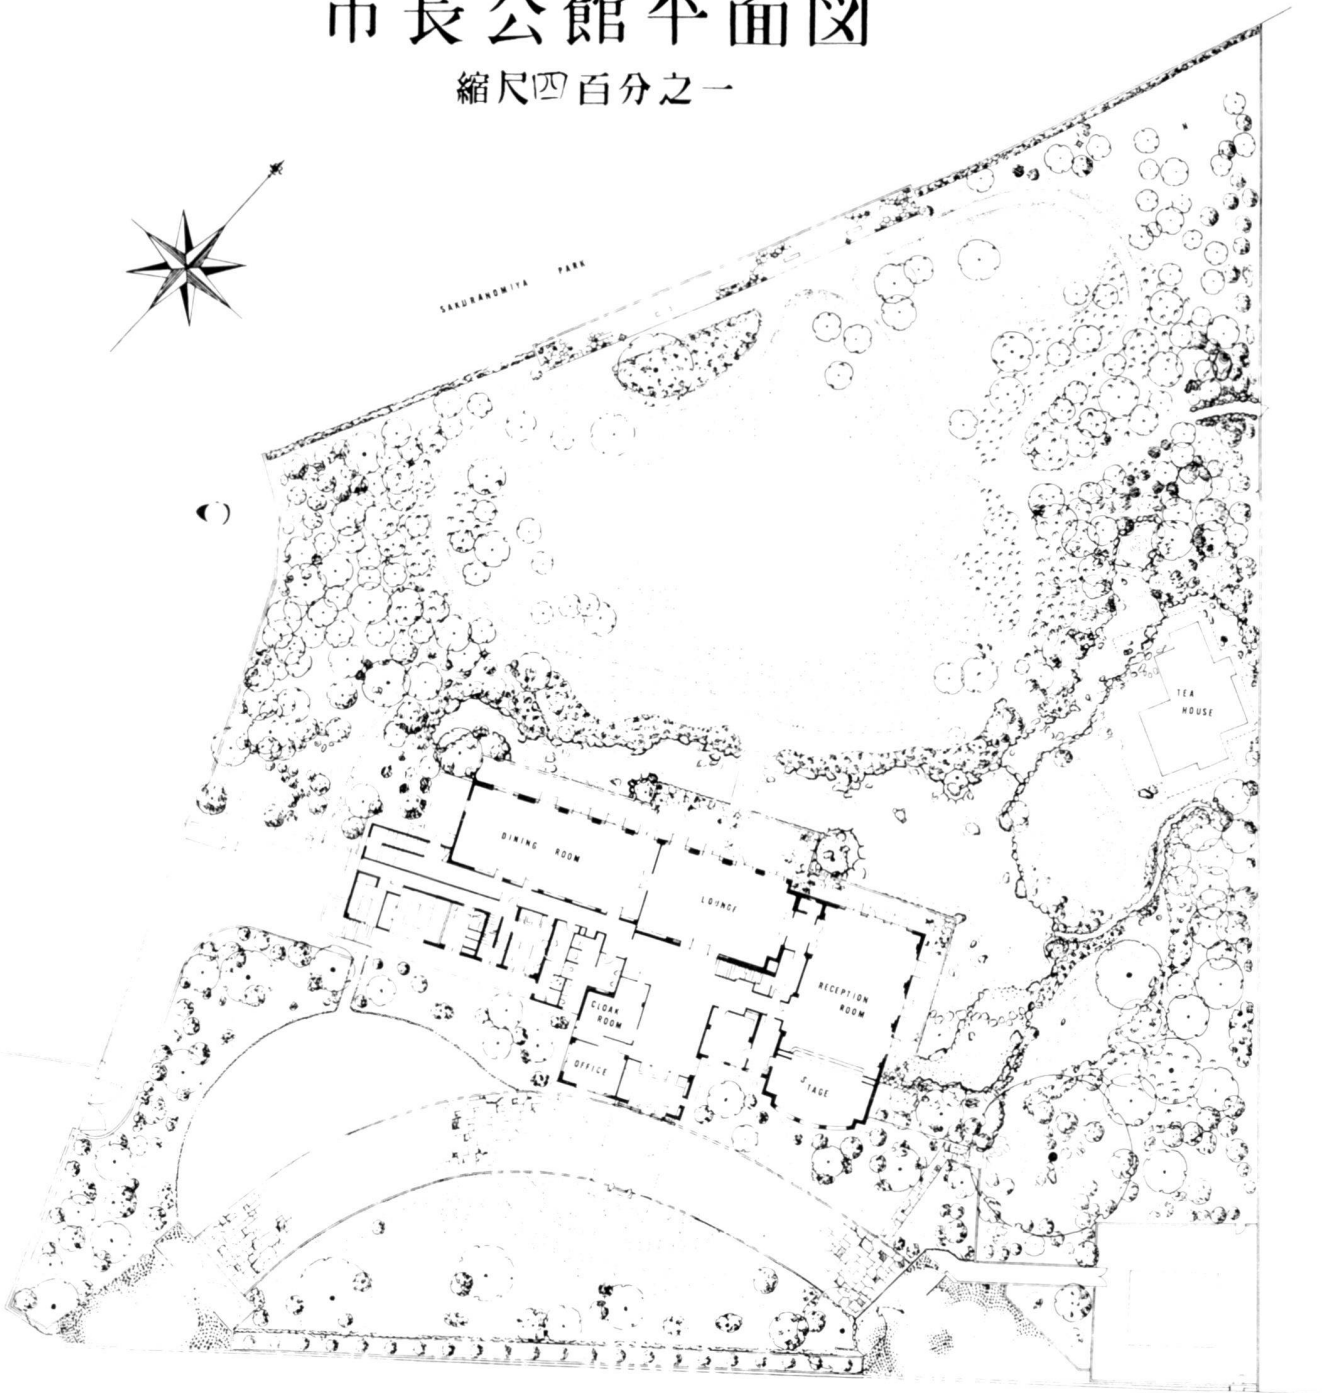 市長公館平面図
縮尺四百分之一
SAKURANOMIYA PARK
TEA
HOUSE
DINING ROOM
LOUNGE
RECEPTION
ROOM
CLOAK
ROOM
OFFICE
STAGE